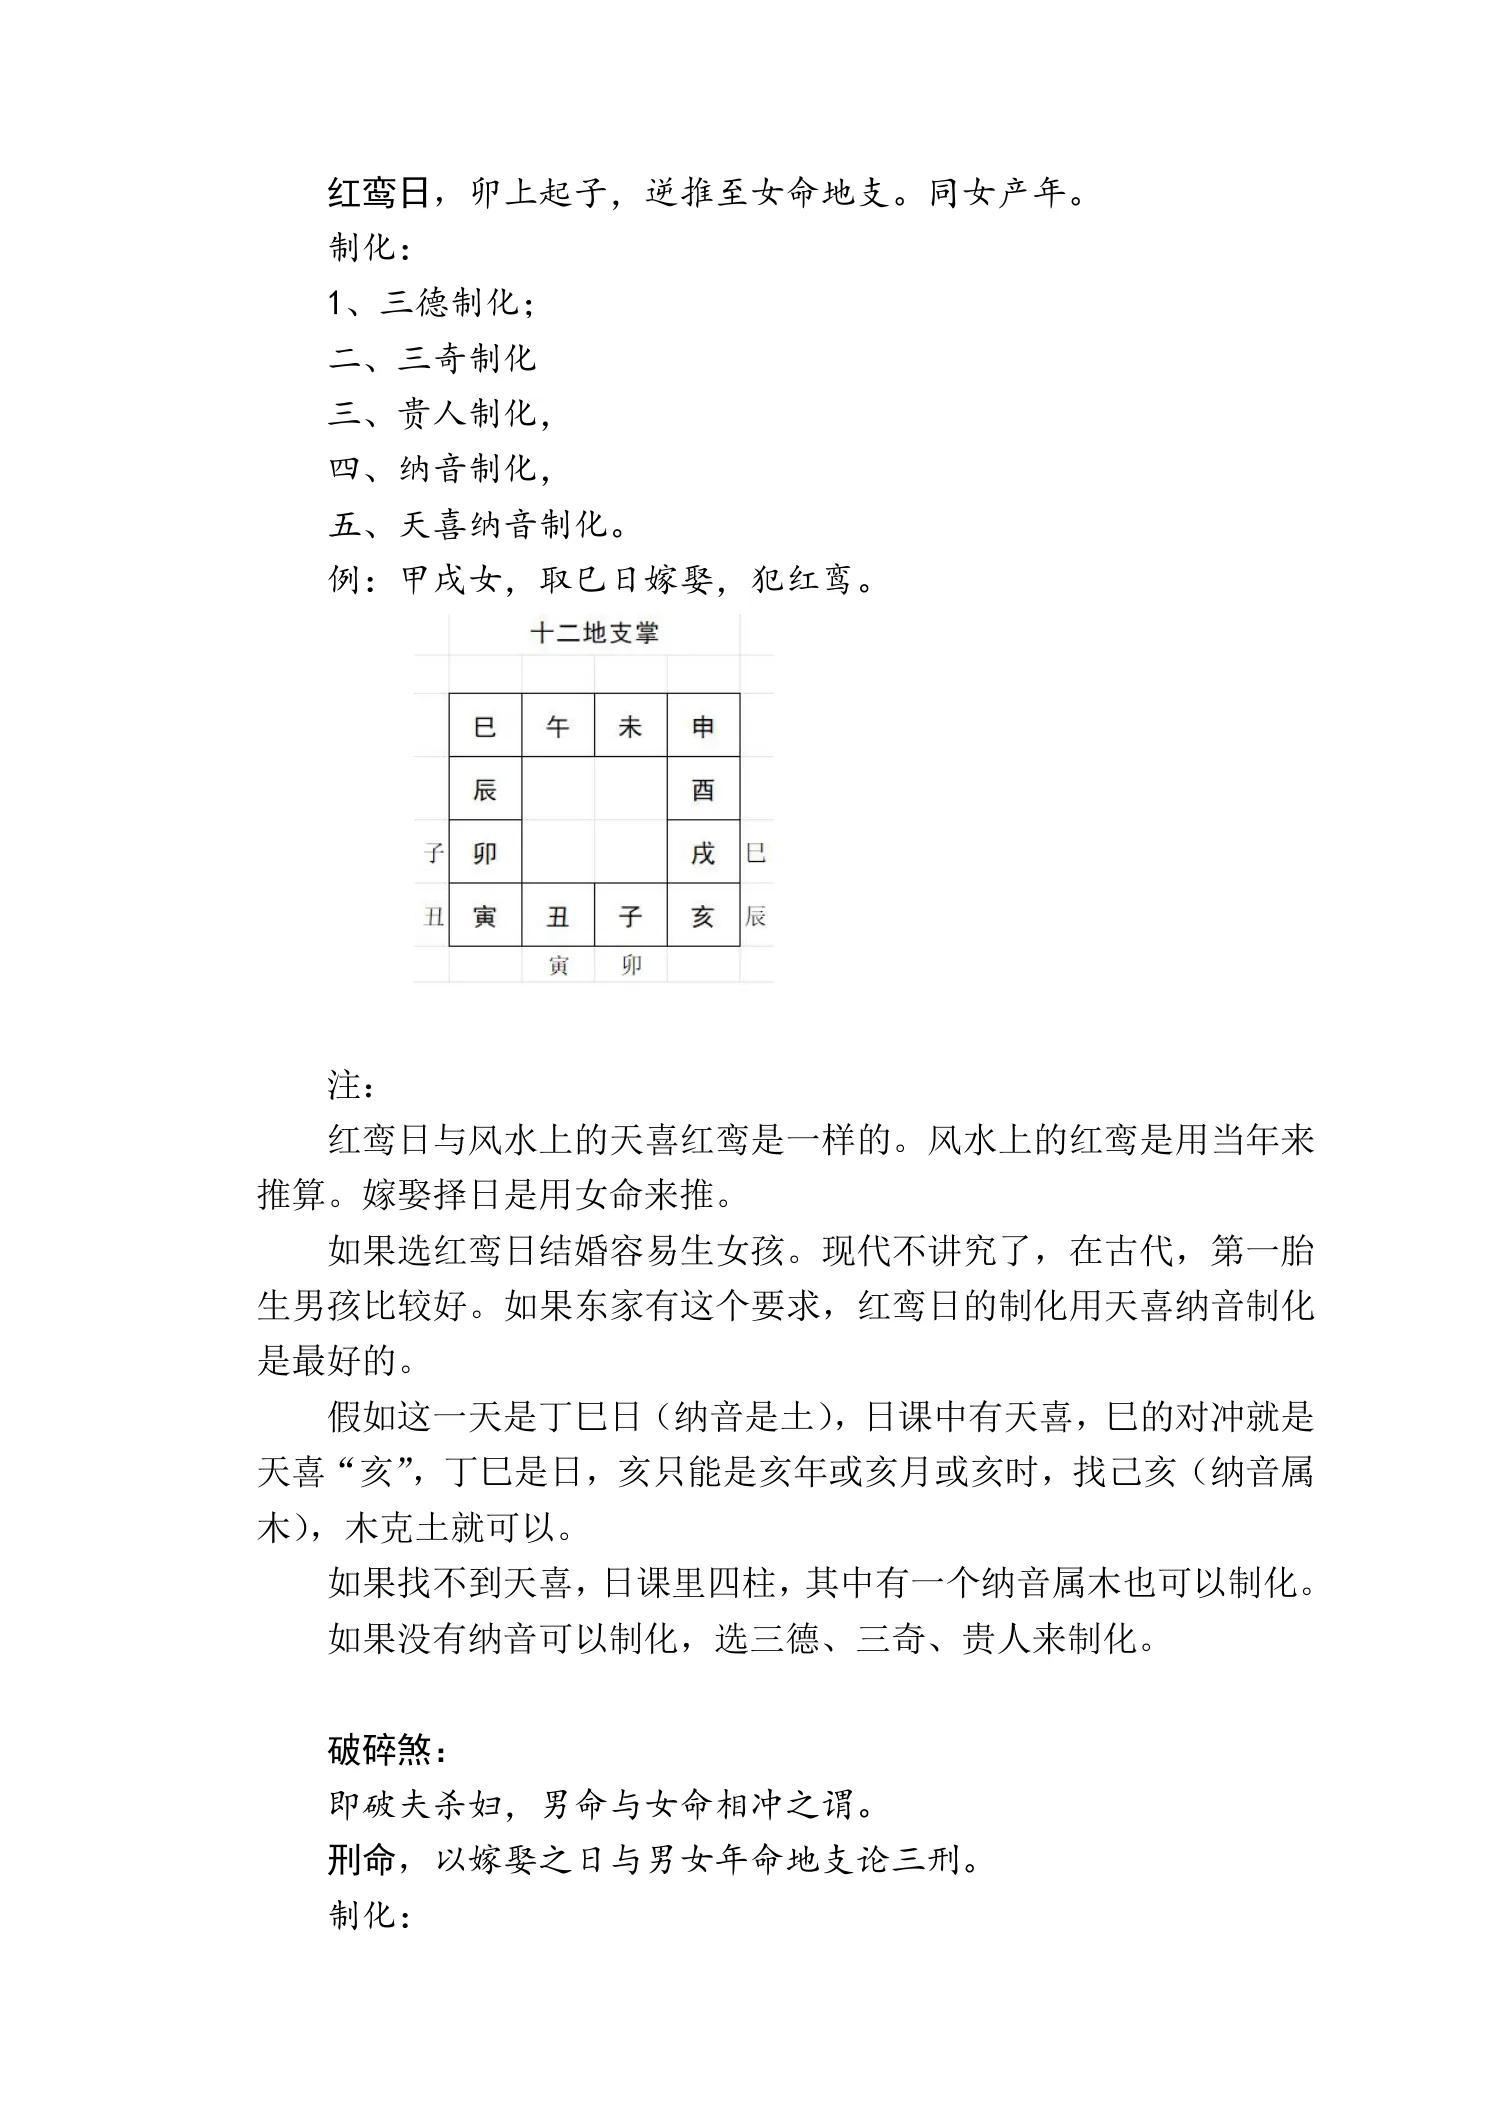 红鸾日，卯上起子，逆推至女命地支。同女产年。
制化：
1、三德制化；
二、三奇制化
三、贵人制化，
四、纳音制化，
五、天喜纳音制化。
例：甲戌女，取巳日嫁娶，犯红鸾。
十二地支掌
巳 午 未 申
辰 酉
子 卯 戌 巳
丑 寅 丑 子 亥 辰
寅 卯
注：
红鸾日与风水上的天喜红鸾是一样的。风水上的红鸾是用当年来
推算。嫁娶择日是用女命来推。
如果选红鸾日结婚容易生女孩。现代不讲究了，在古代，第一胎
生男孩比较好。如果东家有这个要求，红鸾日的制化用天喜纳音制化
是最好的。
假如这一天是丁巳日（纳音是土），日课中有天喜，巳的对冲就是
天喜“亥”，丁巳是日，亥只能是亥年或亥月或亥时，找己亥（纳音属
木），木克土就可以。
如果找不到天喜，日课里四柱，其中有一个纳音属木也可以制化。
如果没有纳音可以制化，选三德、三奇、贵人来制化。
破碎煞：
即破夫杀妇，男命与女命相冲之谓。
刑命，以嫁娶之日与男女年命地支论三刑。
制化：